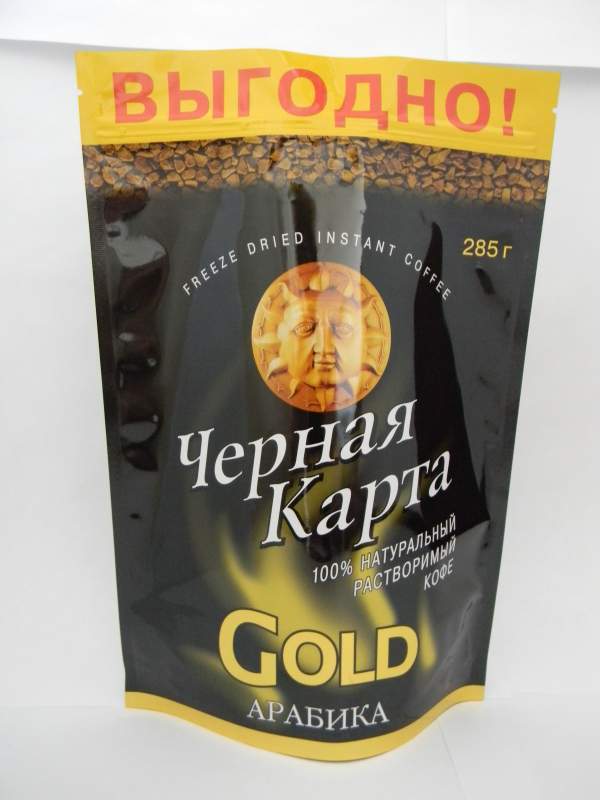 ВЫГОДНО!
FREEZE DRIED INSTANT COFFEE
285 г
Черная
Карта
100% НАТУРАЛЬНЫЙ
РАСТВОРИМЫЙ
КОФЕ
GOLD
АРАБИКА